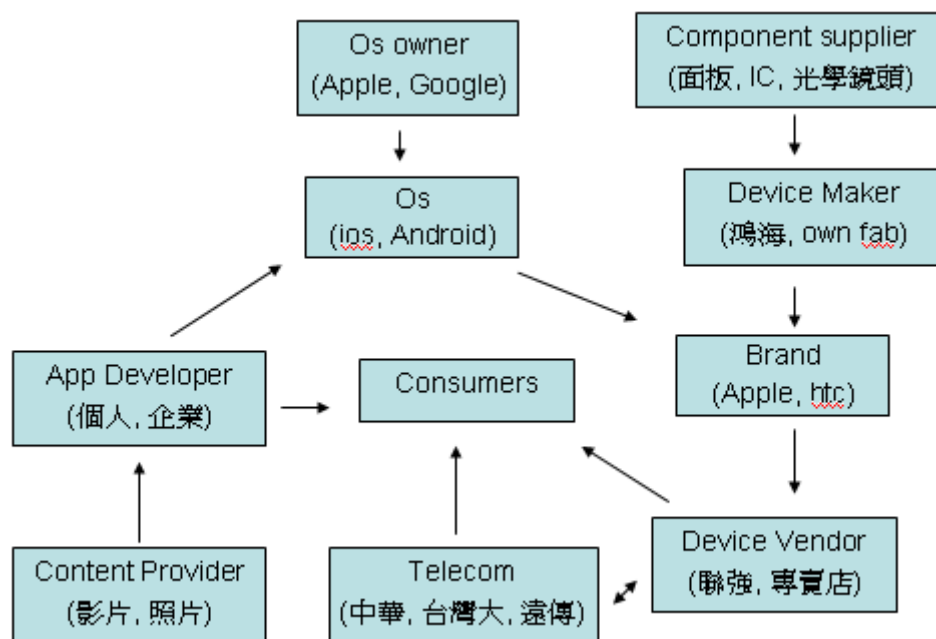 Os owner
(Apple, Google)
Component supplier
(面板, IC, 光學鏡頭)
Os
(ios, Android)
Device Maker
(鴻海, own fab)
App Developer
(個人, 企業)
Consumers
Brand
(Apple, htc)
Content Provider
(影片, 照片)
Telecom
(中華, 台灣大, 遠傳)
Device Vendor
(聯強, 專賣店)